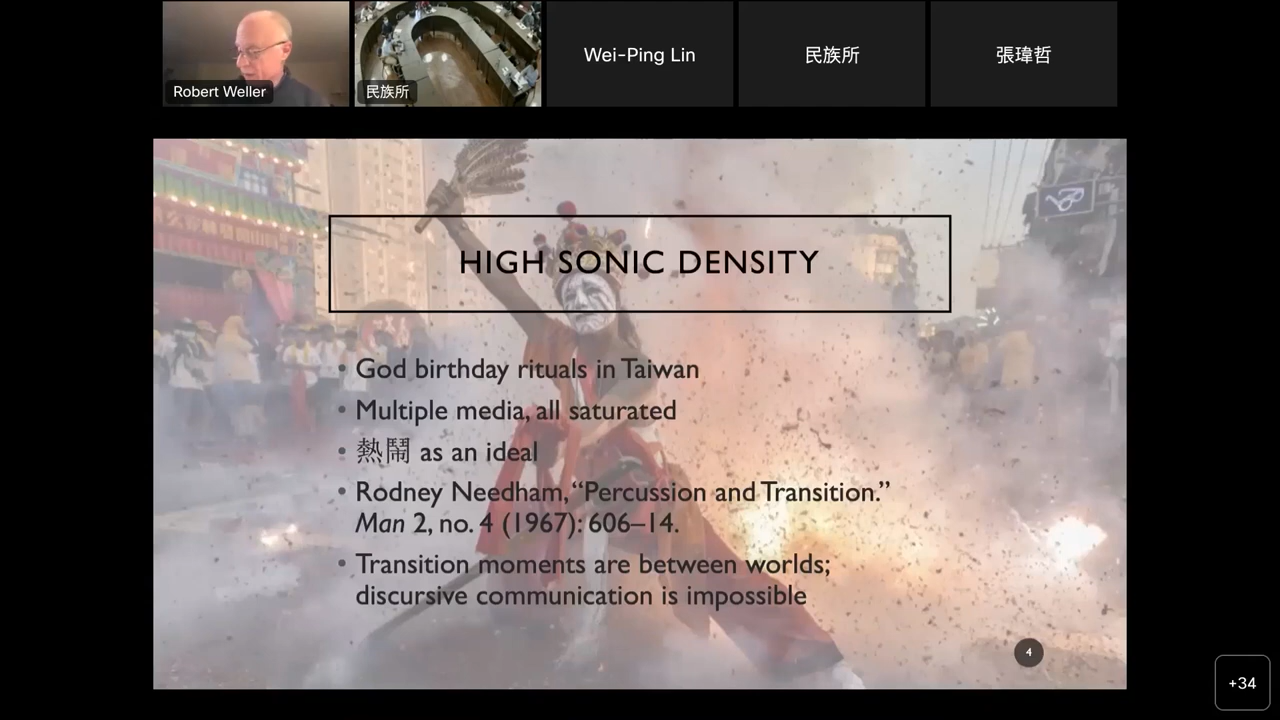 Robert Weller
民族所
Wei-Ping Lin
民族所
張瑋哲
HIGH SONIC DENSITY
• God birthday rituals in Taiwan
• Multiple media, all saturated
• 熱鬧 as an ideal
• Rodney Needham, “Percussion and Transition.”
Man 2, no. 4 (1967): 606–14.
• Transition moments are between worlds;
discursive communication is impossible
4
+34